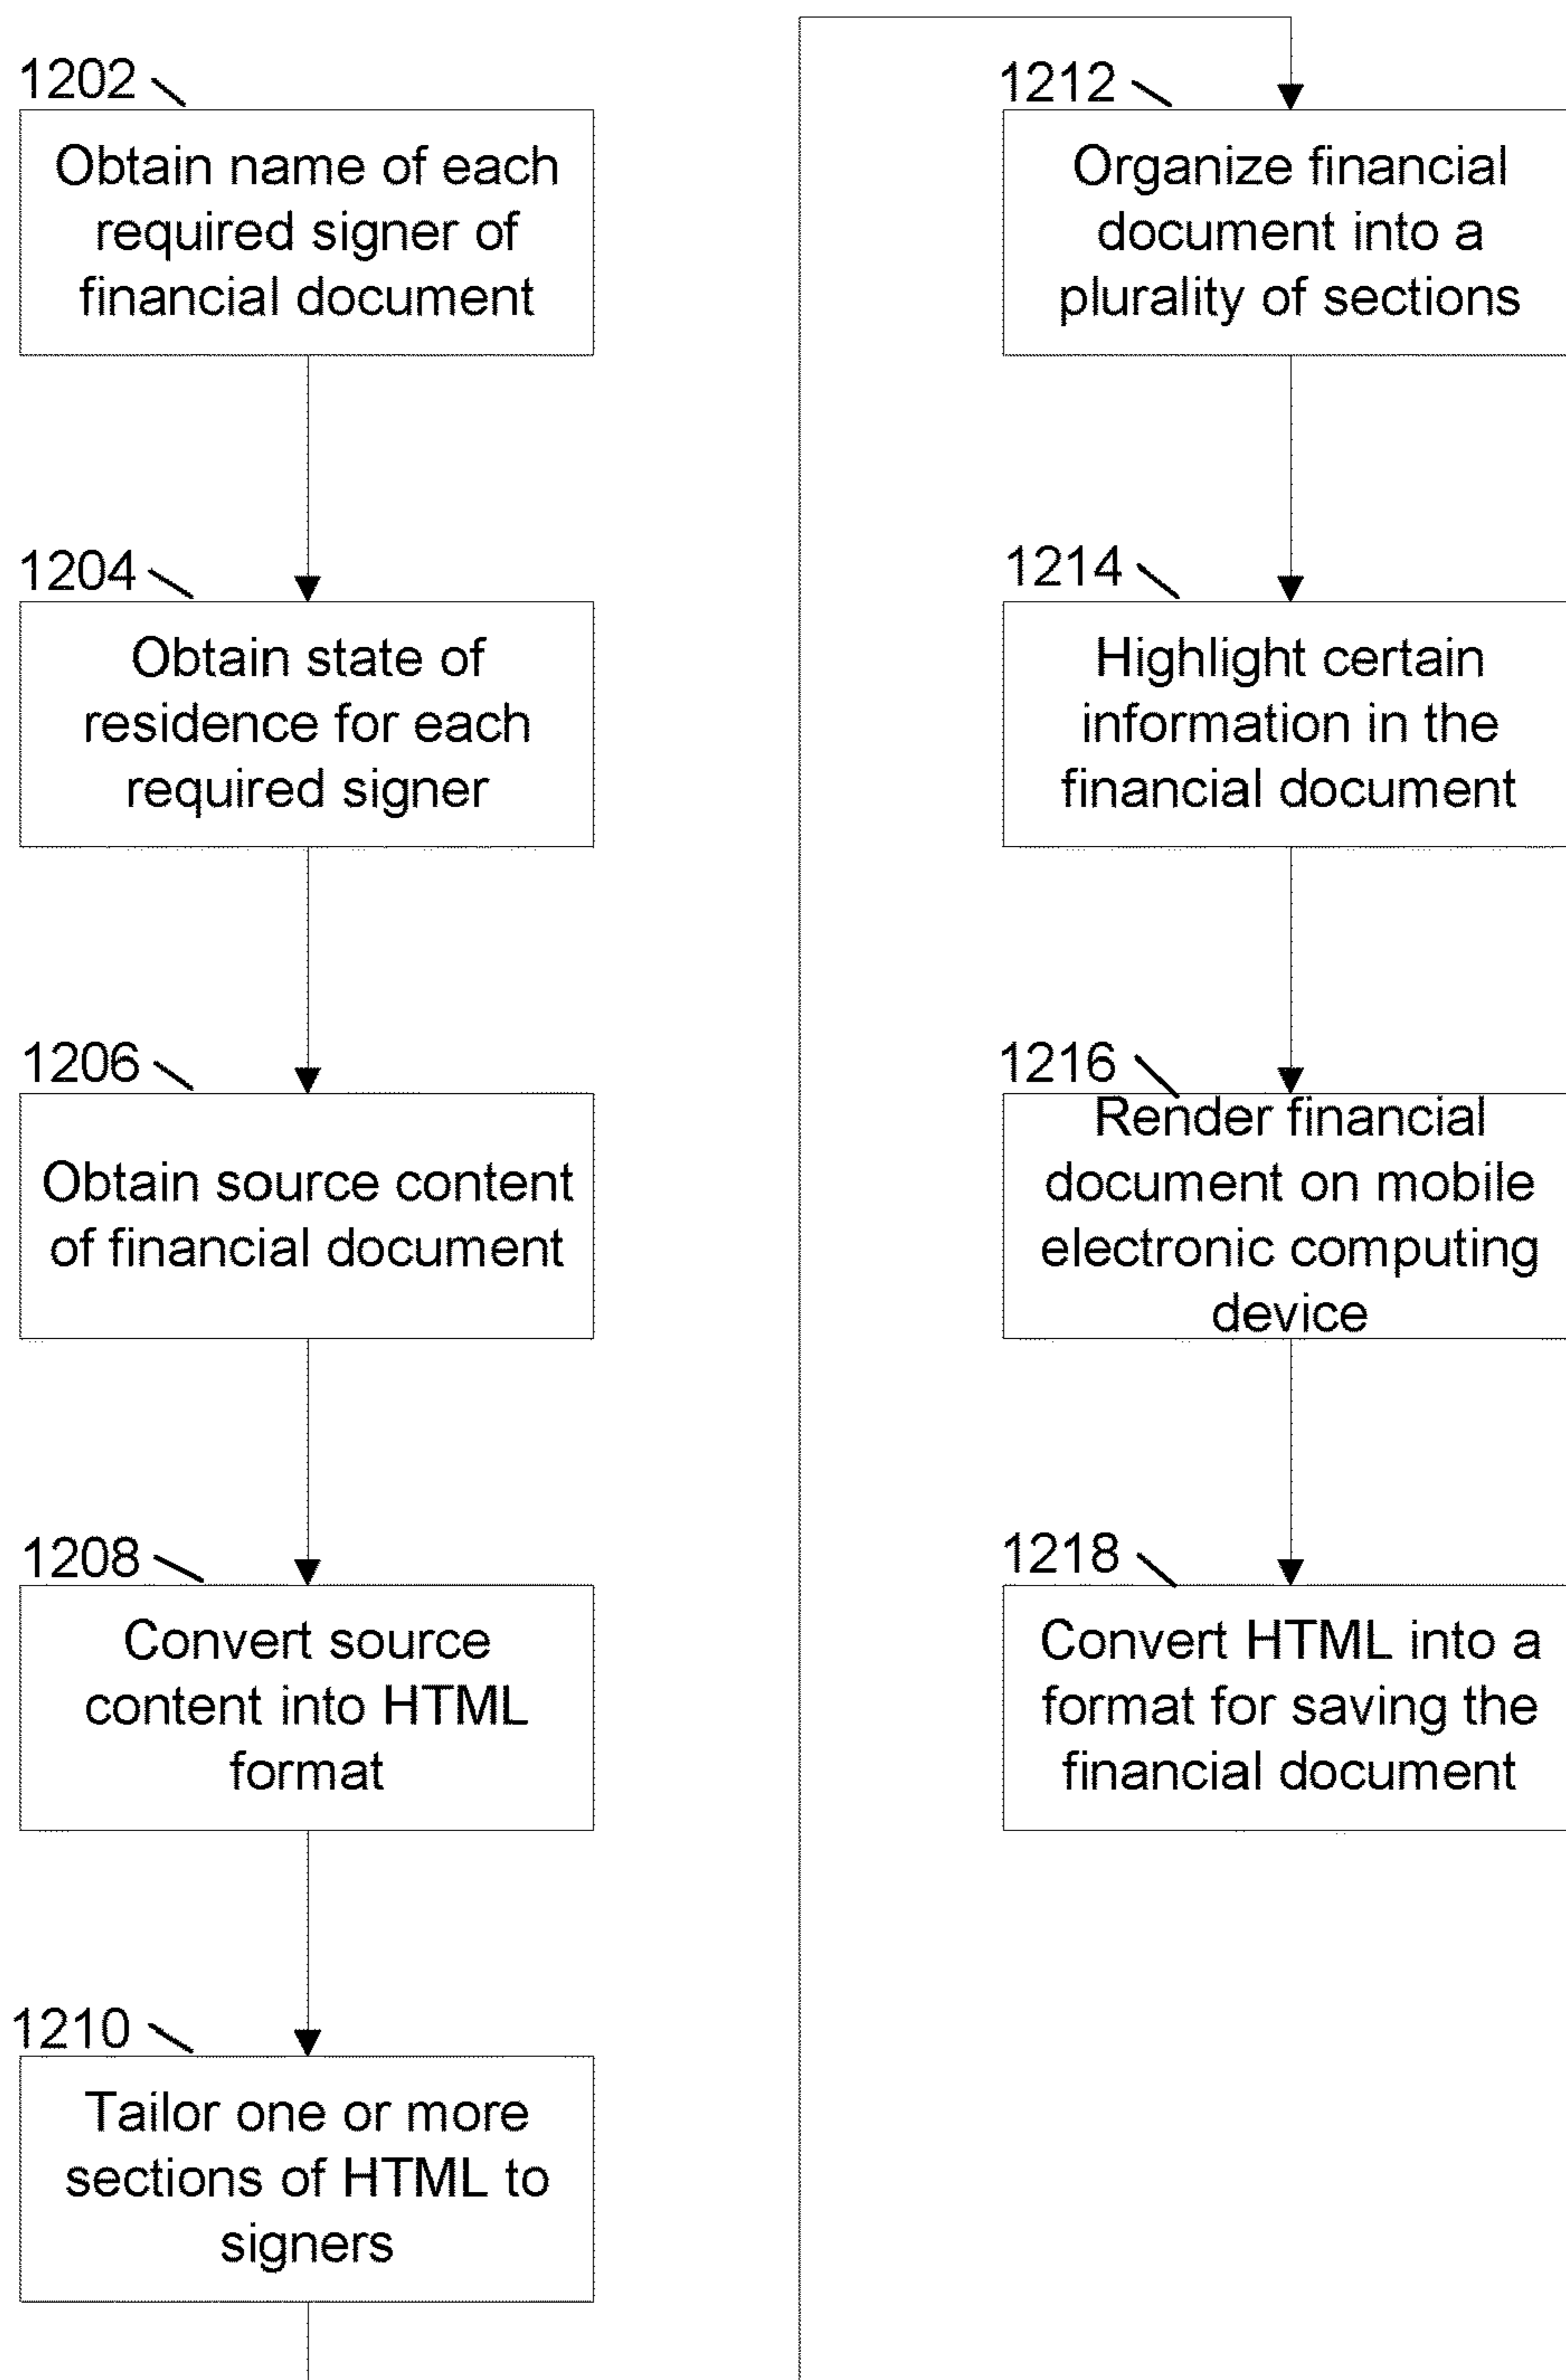 1202
Obtain name of each
required signer of
financial document
1204
Obtain state of
residence for each
required signer
1206
Obtain source content
of financial document
1208
Convert source
content into HTML
format
1210
Tailor one or more
sections of HTML to
signers
1212
Organize financial
document into a
plurality of sections
1214
Highlight certain
information in the
financial document
1216
Render financial
document on mobile
electronic computing
device
1218
Convert HTML into a
format for saving the
financial document